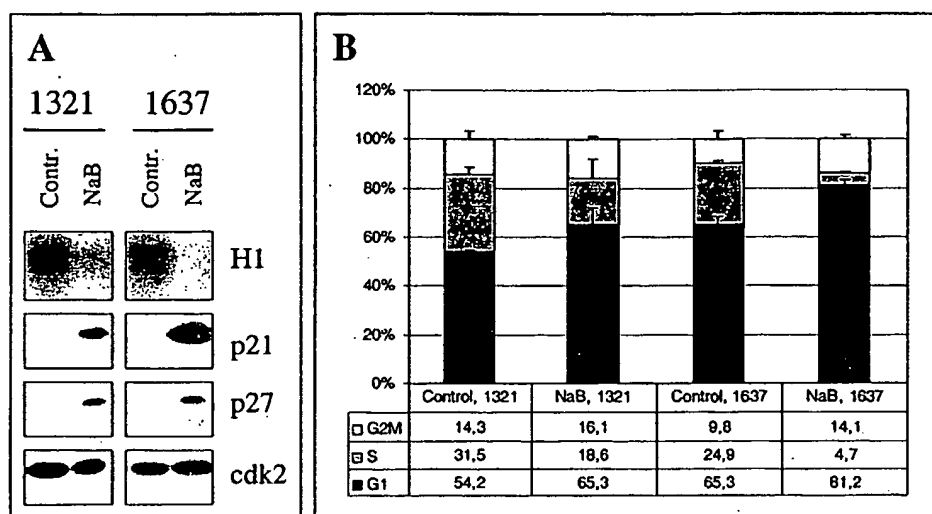 A
1321 1637
Contr. NaB Contr. NaB
H1
p21
p27
cdk2
B
120%
100%
80%
60%
40%
20%
0%
Control, 1321 NaB, 1321 Control, 1637 NaB, 1637
G2M 14,3 16,1 9,8 14,1
S 31,5 18,6 24,9 4,7
G1 54,2 65,3 65,3 81,2